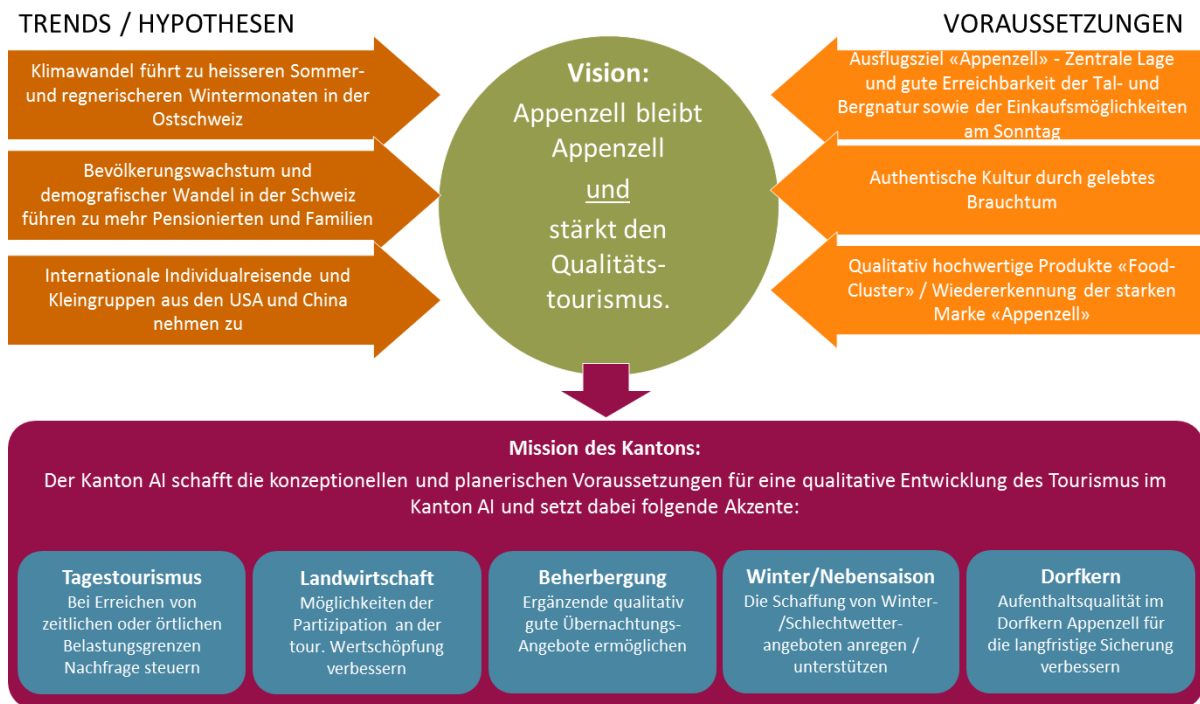 TRENDS / HYPOTHESEN
Klimawandel führt zu heisseren Sommer-
und regnerischeren Wintermonaten in der
Ostschweiz
Bevölkerungswachstum und
demografischer Wandel in der Schweiz
führen zu mehr Pensionierten und Familien
Internationale Individualreisende und
Kleingruppen aus den USA und China
nehmen zu
Vision:
Appenzell bleibt
Appenzell
und
stärkt den
Qualitäts-
tourismus.
VORAUSSETZUNGEN
Ausflugsziel «Appenzell» - Zentrale Lage
und gute Erreichbarkeit der Tal- und
Bergnatur sowie der Einkaufsmöglichkeiten
am Sonntag
Authentische Kultur durch gelebtes
Brauchtum
Qualitativ hochwertige Produkte «Food-
Cluster» / Wiedererkennung der starken
Marke «Appenzell»
Mission des Kantons:
Der Kanton AI schafft die konzeptionellen und planerischen Voraussetzungen für eine qualitative Entwicklung des Tourismus im
Kanton AI und setzt dabei folgende Akzente:
Tagestourismus
Bei Erreichen von
zeitlichen oder örtlichen
Belastungsgrenzen
Nachfrage steuern
Landwirtschaft
Möglichkeiten der
Partizipation an der
tour. Wertschöpfung
verbessern
Beherbergung
Ergänzende qualitativ
gute Übernachtungs-
Angebote ermöglichen
Winter/Nebensaison
Die Schaffung von Winter-
/Schlechtwetter-
angeboten anregen /
unterstützen
Dorfkern
Aufenthaltsqualität im
Dorfkern Appenzell für
die langfristige Sicherung
verbessern